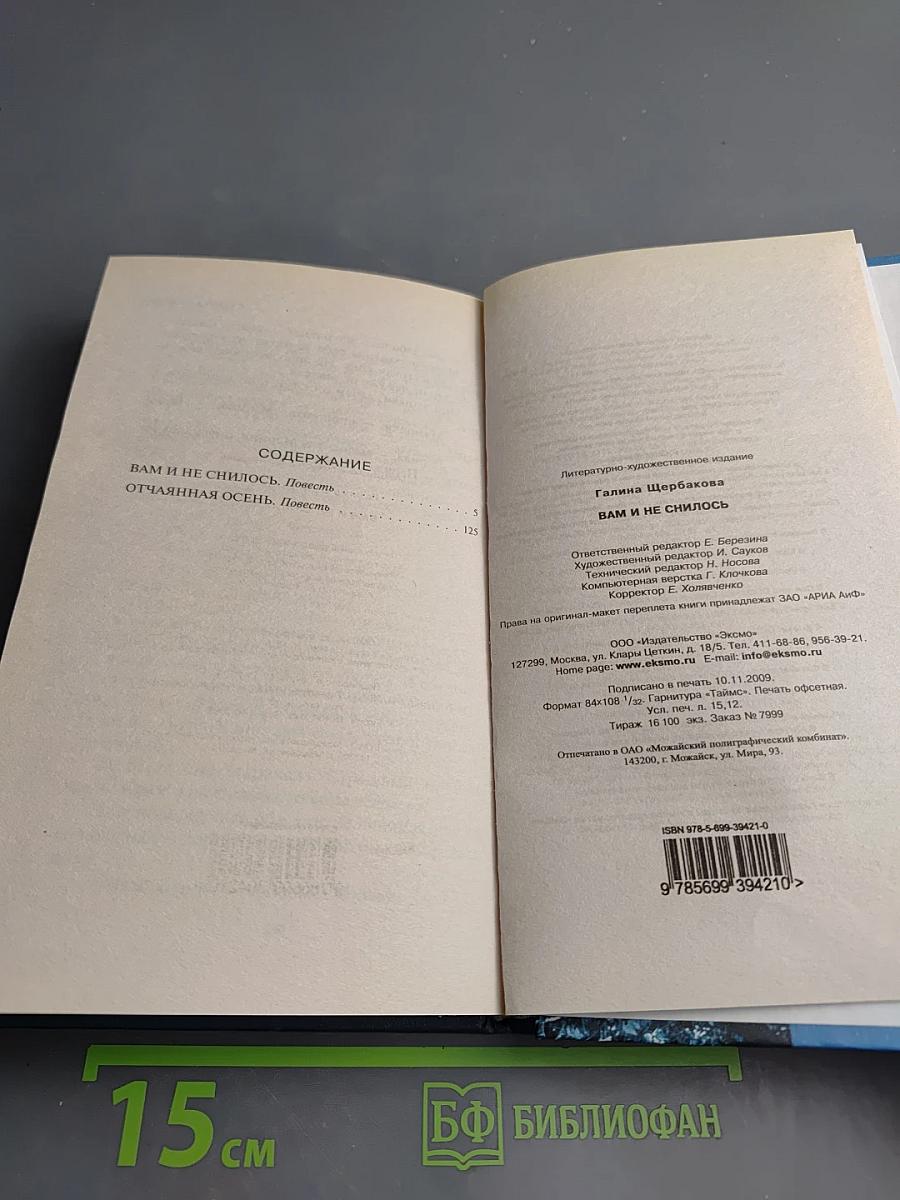 СОДЕРЖАНИЕ
ВАМ И НЕ СНИЛОСЬ. Повесть . . . . . . . . . . . . 5
ОТЧАЯННАЯ ОСЕНЬ. Повесть . . . . . . . . . . . . 125
Литературно-художественное издание
Галина Щербакова
ВАМ И НЕ СНИЛОСЬ
Ответственный редактор Е. Березина
Художественный редактор И. Сауков
Технический редактор Н. Носова
Компьютерная верстка Г. Клочкова
Корректор Е. Холявченко
Права на оригинал-макет переплета книги принадлежат ЗАО «АРИА АиФ»
ООО «Издательство «Эксмо»
127299, Москва, ул. Клары Цеткин, д. 18/5. Тел. 411-68-86, 956-39-21.
Home page: www.eksmo.ru E-mail: info@eksmo.ru
Подписано в печать 10.11.2009.
Формат 84×108 1/32. Гарнитура «Таймс». Печать офсетная.
Усл. печ. л. 15,12.
Тираж 16 100 экз. Заказ № 7999
Отпечатано в ОАО «Можайский полиграфический комбинат».
143200, г. Можайск, ул. Мира, 93.
ISBN 978-5-699-39421-0
9 785699 394210 >
15 см
БФ БИБЛИОФАН